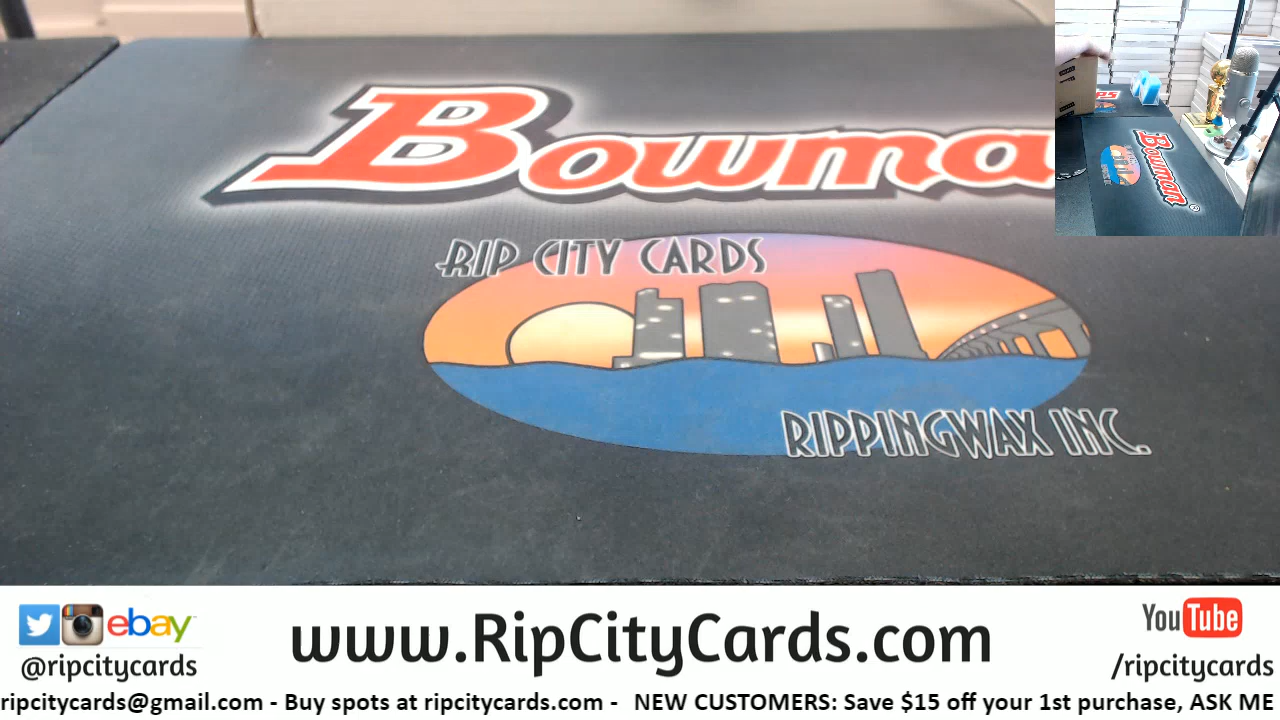 Bowma
RIP CITY CARDS
RIPPINGWAX INC.
Bowman®
ebay
www.RipCityCards.com
YouTube
@ripcitycards
/ripcitycards
ripcitycards@gmail.com - Buy spots at ripcitycards.com - NEW CUSTOMERS: Save $15 off your 1st purchase, ASK ME